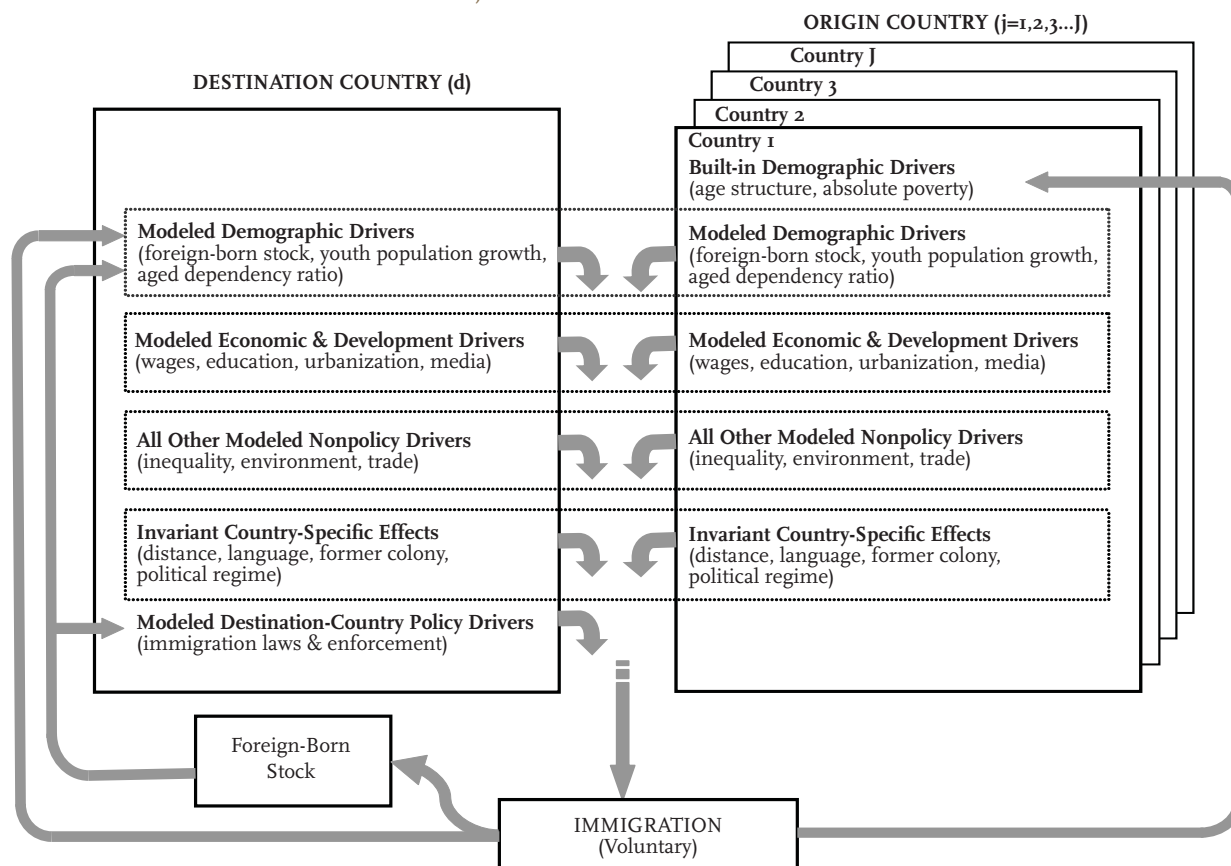 ORIGIN COUNTRY (j=1,2,3...J)
Country J
Country 3
Country 2
Country 1
Built-in Demographic Drivers
(age structure, absolute poverty)
DESTINATION COUNTRY (d)
Modeled Demographic Drivers
(foreign-born stock, youth population growth,
aged dependency ratio)
Modeled Demographic Drivers
(foreign-born stock, youth population growth,
aged dependency ratio)
Modeled Economic & Development Drivers
(wages, education, urbanization, media)
Modeled Economic & Development Drivers
(wages, education, urbanization, media)
All Other Modeled Nonpolicy Drivers
(inequality, environment, trade)
All Other Modeled Nonpolicy Drivers
(inequality, environment, trade)
Invariant Country-Specific Effects
(distance, language, former colony,
political regime)
Invariant Country-Specific Effects
(distance, language, former colony,
political regime)
Modeled Destination-Country Policy Drivers
(immigration laws & enforcement)
Foreign-Born
Stock
IMMIGRATION
(Voluntary)